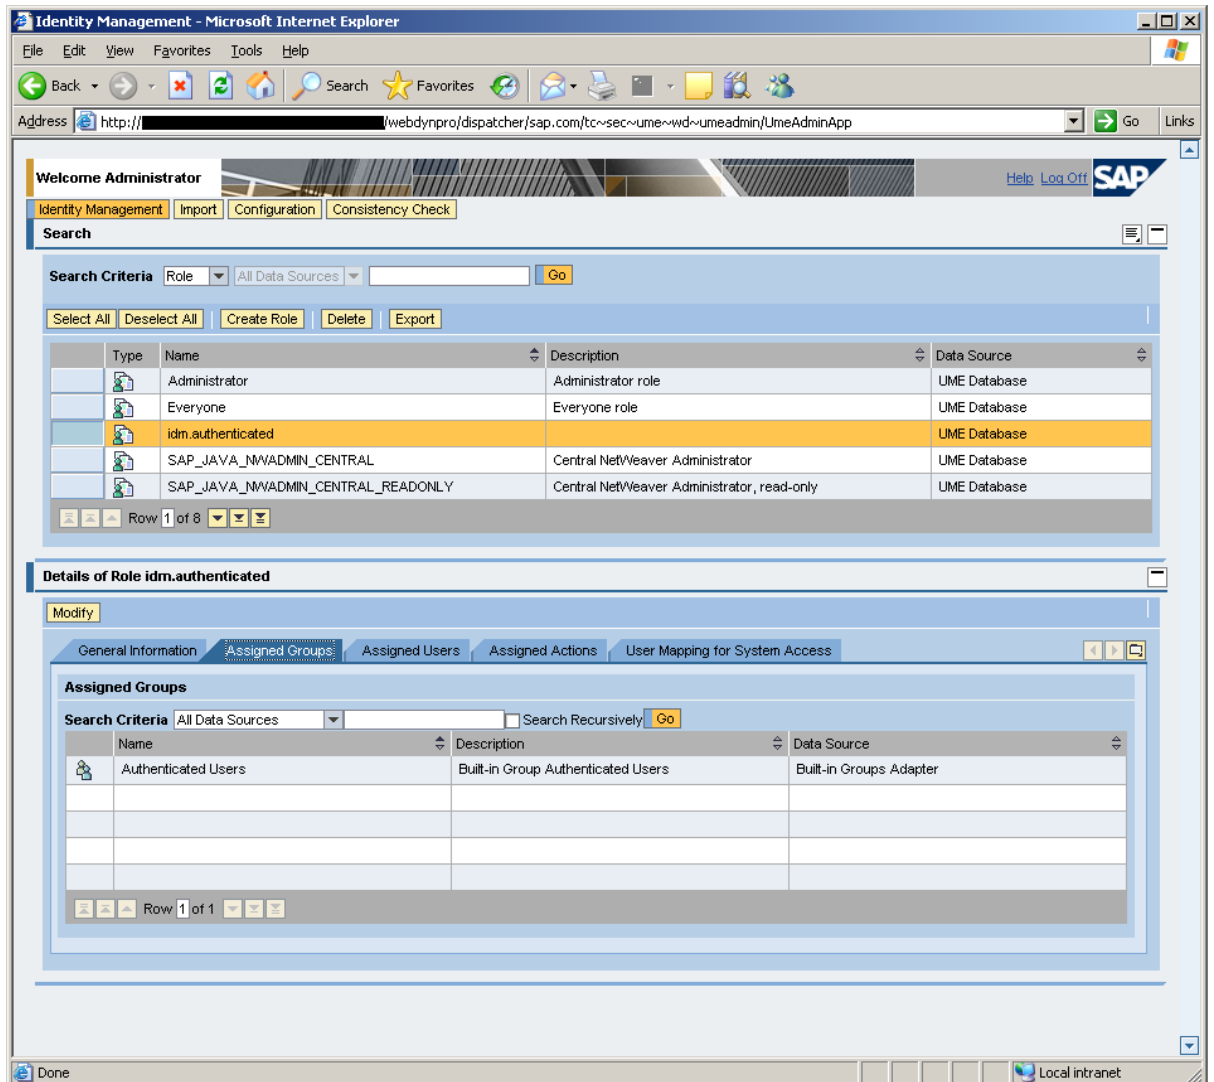 Identity Management - Microsoft Internet Explorer
File Edit View Favorites Tools Help
Back Search Favorites
Address http:// /webdynpro/dispatcher/sap.com/tc~sec~ume~wd~umeadmin/UmeAdminApp Go Links
Welcome Administrator Help Log Off SAP
Identity Management Import Configuration Consistency Check
Search
Search Criteria Role All Data Sources Go
Select All Deselect All Create Role Delete Export
Type Name Description Data Source
Administrator Administrator role UME Database
Everyone Everyone role UME Database
idm.authenticated UME Database
SAP_JAVA_NWADMIN_CENTRAL Central NetWeaver Administrator UME Database
SAP_JAVA_NWADMIN_CENTRAL_READONLY Central NetWeaver Administrator, read-only UME Database
Row 1 of 8
Details of Role idm.authenticated
Modify
General Information Assigned Groups Assigned Users Assigned Actions User Mapping for System Access
Assigned Groups
Search Criteria All Data Sources Search Recursively Go
Name Description Data Source
Authenticated Users Built-in Group Authenticated Users Built-in Groups Adapter
Row 1 of 1
Done Local intranet